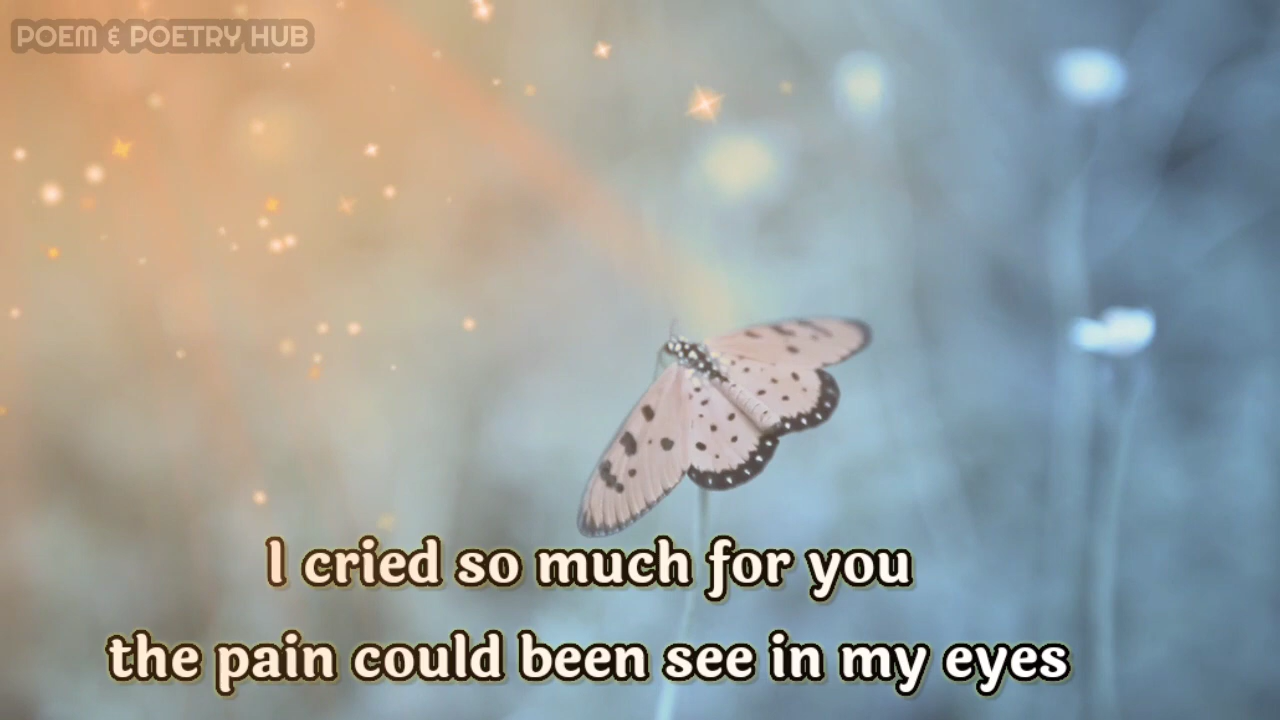 POEM & POETRY HUB
I cried so much for you
the pain could been see in my eyes